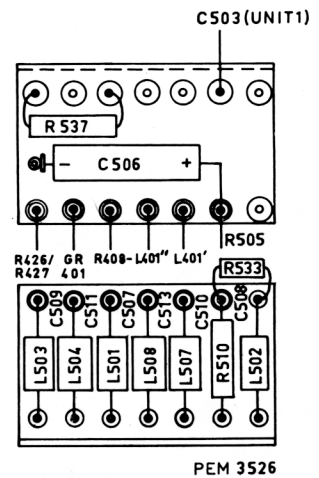 C503(UNIT1)
R537
- C506 +
R426/ GR R408-L401" L401' R505
R427 401
R533
C509 C511 C507 C513 C510 C508
L503 L504 L501 L508 L507 R510 L502
PEM 3526